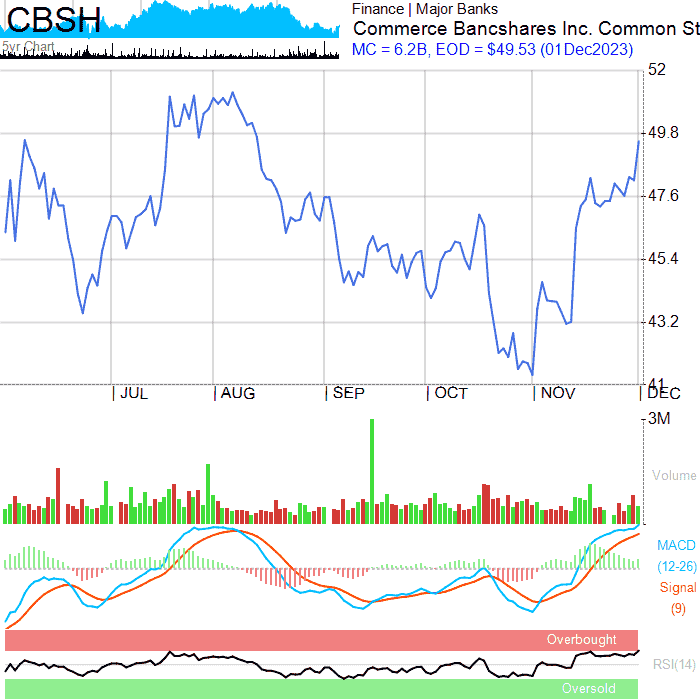 CBSH
5yr Chart
Finance | Major Banks
Commerce Bancshares Inc. Common St
MC = 6.2B, EOD = $49.53 (01Dec2023)
52
49.8
47.6
45.4
43.2
41
JUL AUG SEP OCT NOV DEC
3M
Volume
MACD
(12-26)
Signal
(9)
Overbought
RSI(14)
Oversold